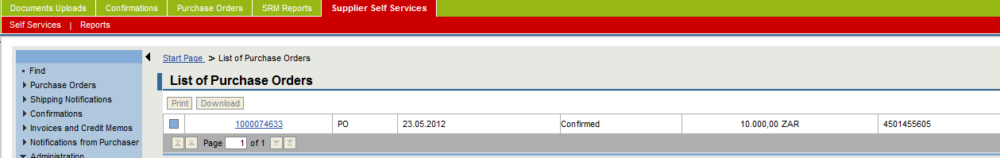 Documents Uploads Confirmations Purchase Orders SRM Reports Supplier Self Services
Self Services | Reports
Start Page > List of Purchase Orders
Find
Purchase Orders
Shipping Notifications
Confirmations
Invoices and Credit Memos
Notifications from Purchaser
Administration
List of Purchase Orders
Print Download
1000074633 PO 23.05.2012 Confirmed 10.000,00 ZAR 4501455605
Page 1 of 1